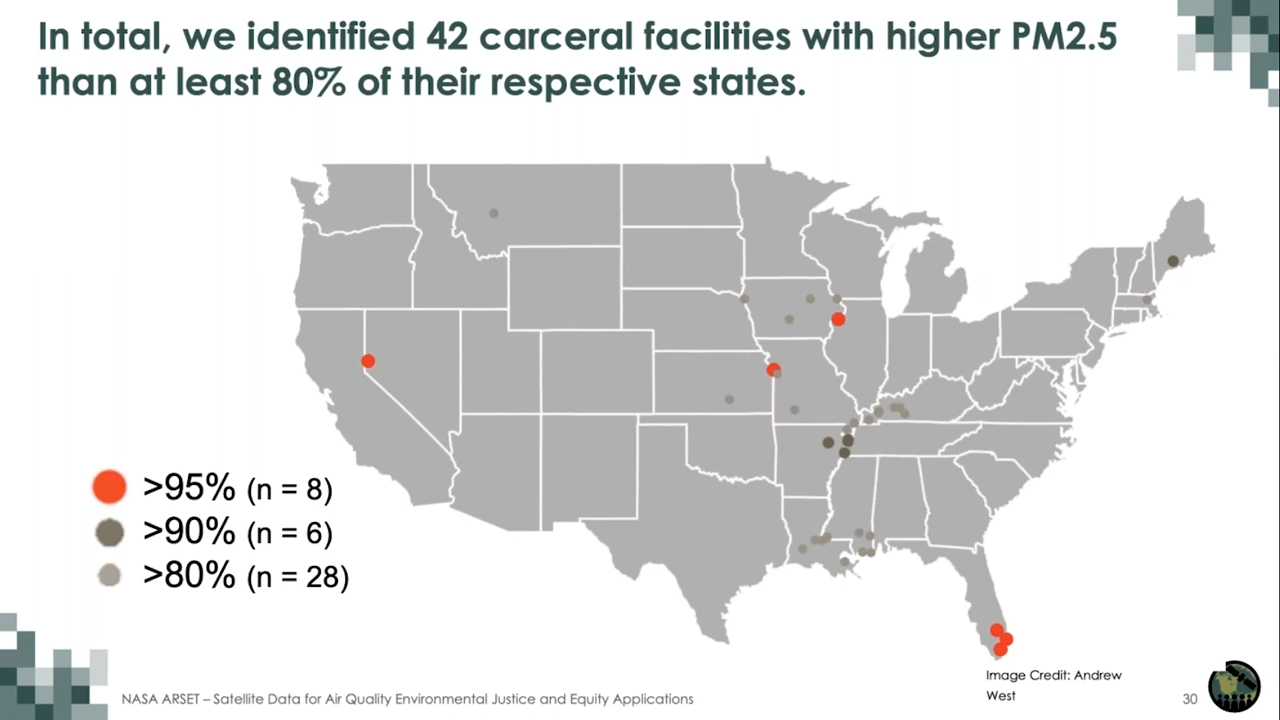 In total, we identified 42 carceral facilities with higher PM2.5
than at least 80% of their respective states.
>95% (n = 8)
>90% (n = 6)
>80% (n = 28)
Image Credit: Andrew
West
NASA ARSET – Satellite Data for Air Quality Environmental Justice and Equity Applications
30